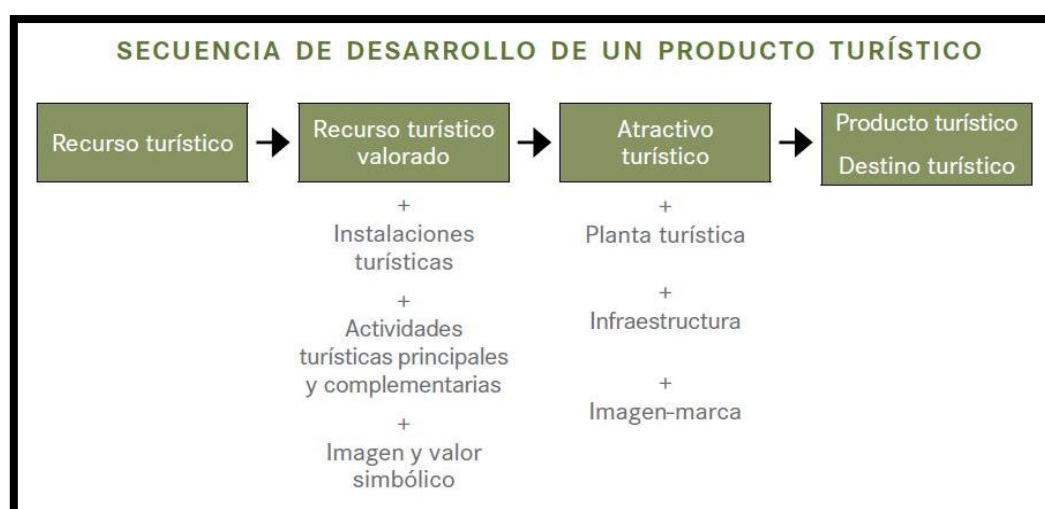 SECUENCIA DE DESARROLLO DE UN PRODUCTO TURÍSTICO
Recurso turístico
Recurso turístico
valorado
+
Instalaciones
turísticas
+
Actividades
turísticas principales
y complementarias
+
Imagen y valor
simbólico
Atractivo
turístico
+
Planta turística
+
Infraestructura
+
Imagen-marca
Producto turístico
Destino turístico